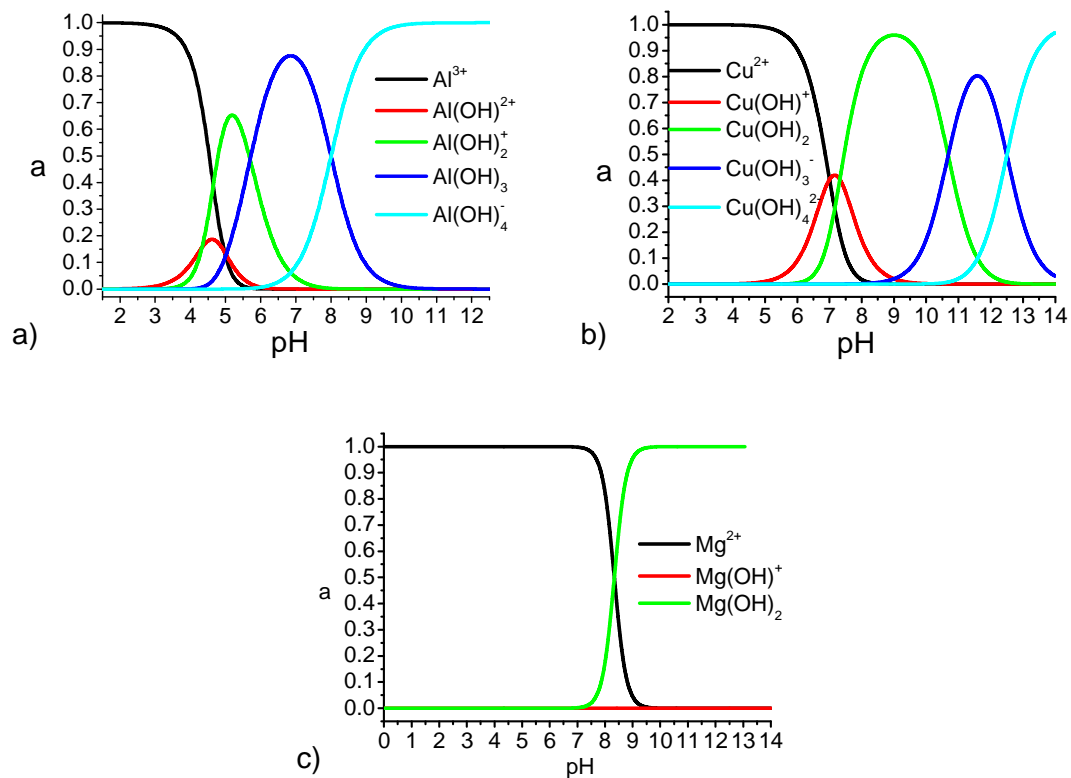 1.0
0.9
0.8
0.7
0.6
0.5
0.4
0.3
0.2
0.1
0.0
a
Al³⁺
Al(OH)²⁺
Al(OH)₂⁺
Al(OH)₃
Al(OH)₄⁻
2 3 4 5 6 7 8 9 10 11 12
pH
a)
1.0
0.9
0.8
0.7
0.6
0.5
0.4
0.3
0.2
0.1
0.0
a
Cu²⁺
Cu(OH)⁺
Cu(OH)₂
Cu(OH)₃⁻
Cu(OH)₄²⁻
2 3 4 5 6 7 8 9 10 11 12 13 14
pH
b)
1.0
0.9
0.8
0.7
0.6
0.5
0.4
0.3
0.2
0.1
0.0
a
Mg²⁺
Mg(OH)⁺
Mg(OH)₂
0 1 2 3 4 5 6 7 8 9 10 11 12 13 14
pH
c)